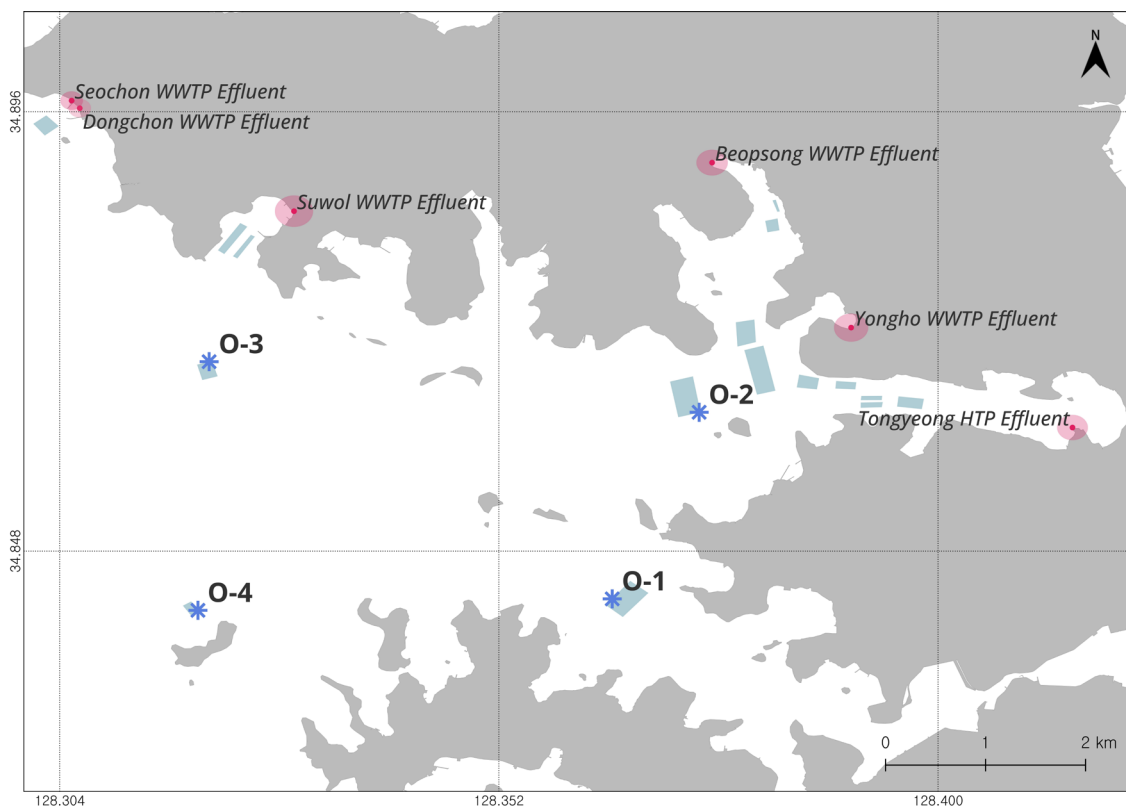 N
Seochon WWTP Effluent
34.896
Dongchon WWTP Effluent
Beopsong WWTP Effluent
Suwol WWTP Effluent
Yongho WWTP Effluent
O-3
O-2
Tongyeong HTP Effluent
34.848
O-1
O-4
0 1 2 km
128.304 128.352 128.400